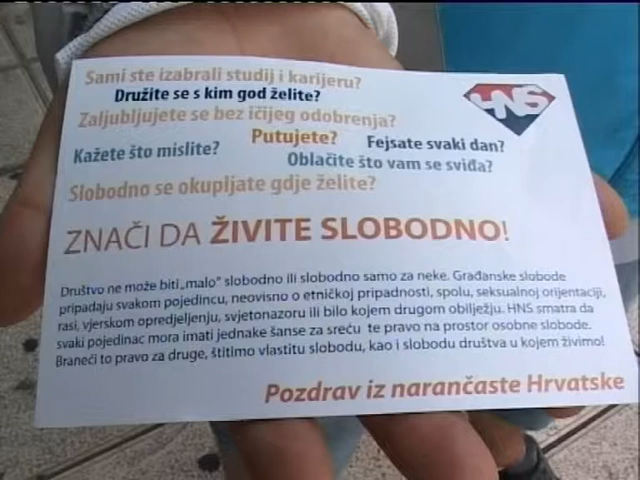 Sami ste izabrali studij i karijeru?
Družite se s kim god želite?
HNS
Zaljubljujete se bez ičijeg odobrenja?
Putujete? Fejsate svaki dan?
Kažete što mislite?
Oblačite što vam se sviđa?
Slobodno se okupljate gdje želite?
ZNAČI DA ŽIVITE SLOBODNO!
Društvo ne može biti „malo" slobodno ili slobodno samo za neke. Građanske slobode
pripadaju svakom pojedincu, neovisno o etničkoj pripadnosti, spolu, seksualnoj orijentaciji,
rasi, vjerskom opredjeljenju, svjetonazoru ili bilo kojem drugom obilježju. HNS smatra da
svaki pojedinac mora imati jednake šanse za sreću te pravo na prostor osobne slobode.
Braneći to pravo za druge, štitimo vlastitu slobodu, kao i slobodu društva u kojem živimo!
Pozdrav iz narančaste Hrvatske